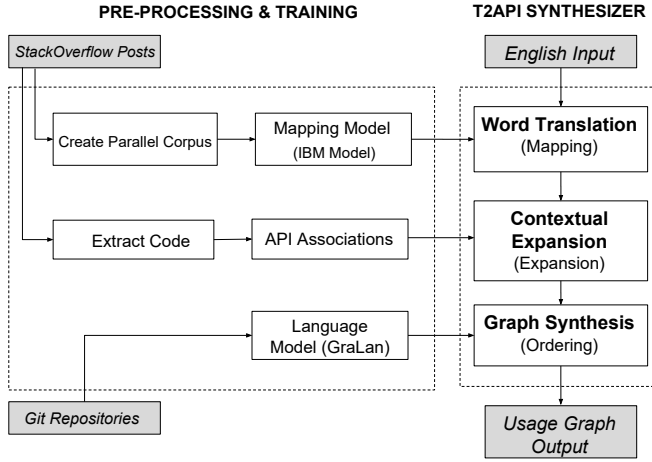 PRE-PROCESSING & TRAINING
T2API SYNTHESIZER
StackOverflow Posts
English Input
Create Parallel Corpus
Mapping Model
(IBM Model)
Word Translation
(Mapping)
Extract Code
API Associations
Contextual
Expansion
(Expansion)
Language
Model (GraLan)
Graph Synthesis
(Ordering)
Git Repositories
Usage Graph
Output